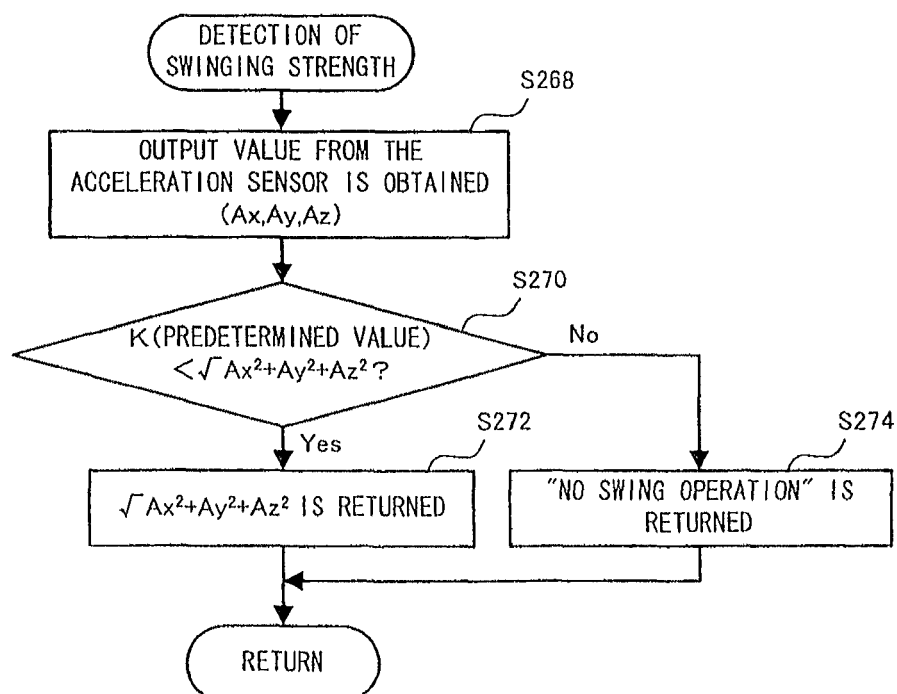 DETECTION OF
SWINGING STRENGTH
S268
OUTPUT VALUE FROM THE
ACCELERATION SENSOR IS OBTAINED
(Ax,Ay,Az)
S270
K(PREDETERMINED VALUE)
<√Ax²+Ay²+Az²?
No
Yes
S272
√Ax²+Ay²+Az² IS RETURNED
S274
"NO SWING OPERATION" IS
RETURNED
RETURN